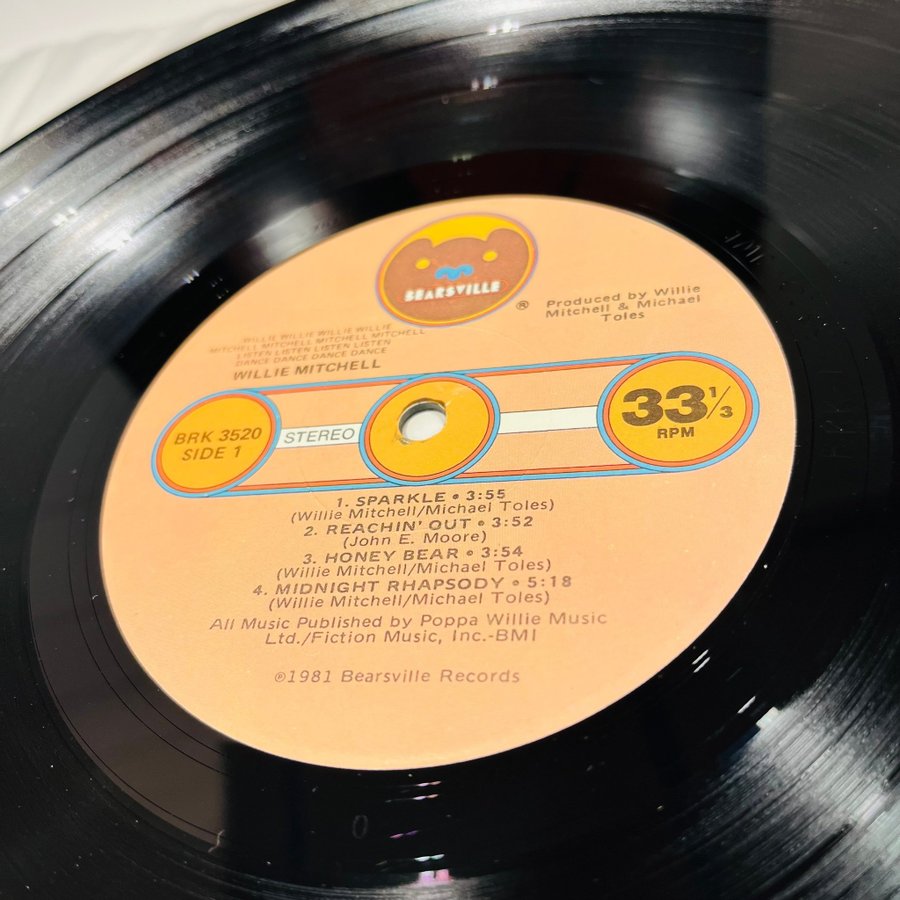 BEARSVILLE
®
Produced by Willie
Mitchell & Michael
Toles
WILLIE WILLIE WILLIE WILLIE
MITCHELL MITCHELL MITCHELL MITCHELL
LISTEN LISTEN LISTEN LISTEN
DANCE DANCE DANCE DANCE
WILLIE MITCHELL
BRK 3520
SIDE 1
STEREO
33 1/3
RPM
1. SPARKLE • 3:55
(Willie Mitchell/Michael Toles)
2. REACHIN' OUT • 3:52
(John E. Moore)
3. HONEY BEAR • 3:54
(Willie Mitchell/Michael Toles)
4. MIDNIGHT RHAPSODY • 5:18
(Willie Mitchell/Michael Toles)
All Music Published by Poppa Willie Music
Ltd./Fiction Music, Inc.-BMI
℗1981 Bearsville Records